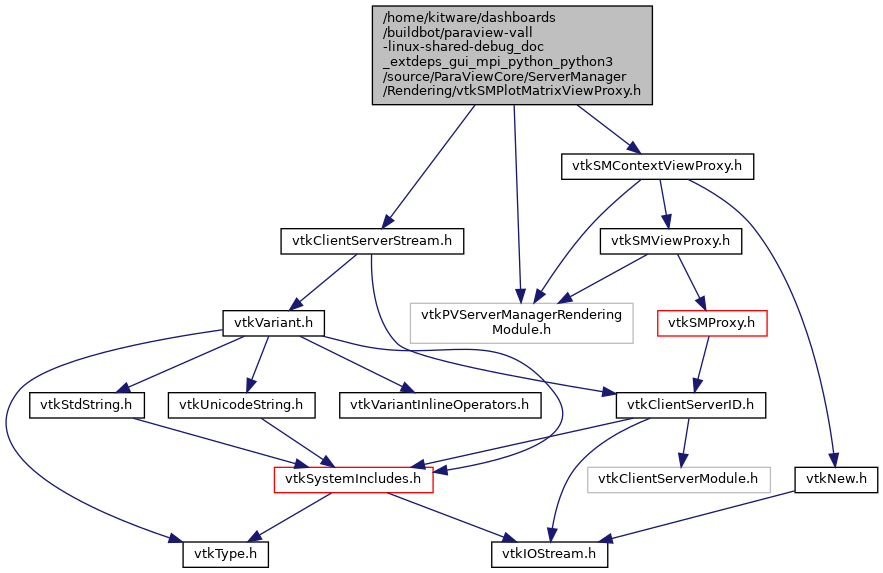 /home/kitware/dashboards
/buildbot/paraview-vall
-linux-shared-debug_doc
_extdeps_gui_mpi_python_python3
/source/ParaViewCore/ServerManager
/Rendering/vtkSMPlotMatrixViewProxy.h
vtkSMContextViewProxy.h
vtkClientServerStream.h
vtkSMViewProxy.h
vtkPVServerManagerRendering
Module.h
vtkVariant.h
vtkSMProxy.h
vtkStdString.h
vtkUnicodeString.h
vtkVariantInlineOperators.h
vtkClientServerID.h
vtkSystemIncludes.h
vtkClientServerModule.h
vtkNew.h
vtkType.h
vtkIOStream.h